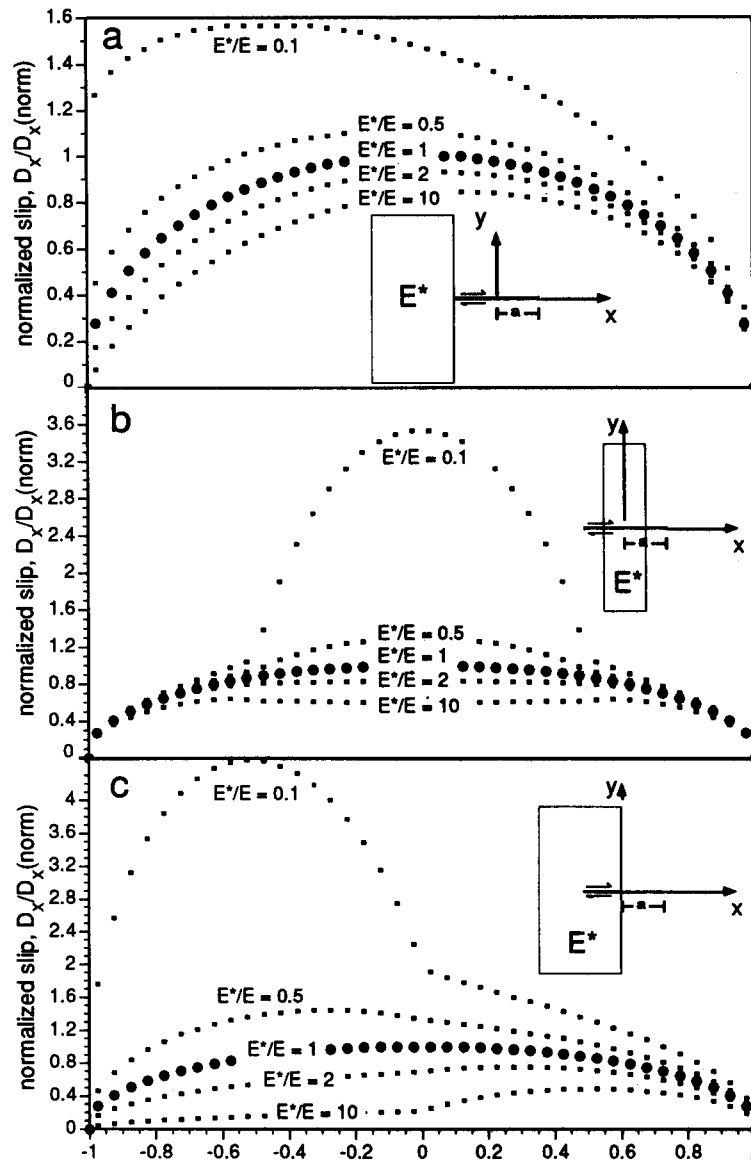 a
1.6
1.4
1.2
1
0.8
0.6
0.4
0.2
0
normalized slip, Dx/Dx(norm)
E*/E = 0.1
E*/E = 0.5
E*/E = 1
E*/E = 2
E*/E = 10
E*
y
x
a
b
3.6
3.2
2.8
2.4
2
1.6
1.2
0.8
0.4
0
normalized slip, Dx/Dx(norm)
E*/E = 0.1
E*/E = 0.5
E*/E = 1
E*/E = 2
E*/E = 10
y
x
a
E*
c
4
3.6
3.2
2.8
2.4
2
1.6
1.2
0.8
0.4
0
normalized slip, Dx/Dx(norm)
E*/E = 0.1
E*/E = 0.5
E*/E = 1
E*/E = 2
E*/E = 10
y
x
a
E*
-1 -0.8 -0.6 -0.4 -0.2 0 0.2 0.4 0.6 0.8